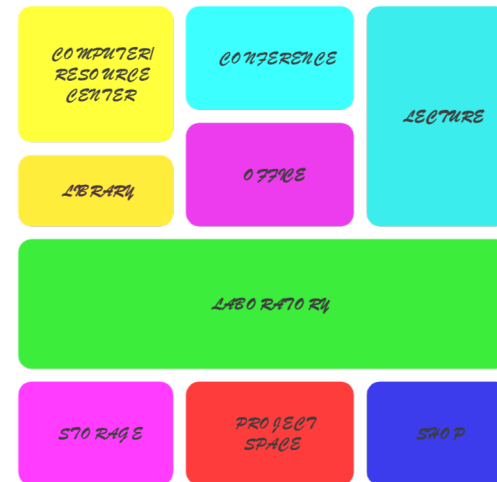 COMPUTER/
RESOURCE
CENTER
CONFERENCE
LECTURE
OFFICE
LIBRARY
LABORATORY
STORAGE
PROJECT
SPACE
SHOP